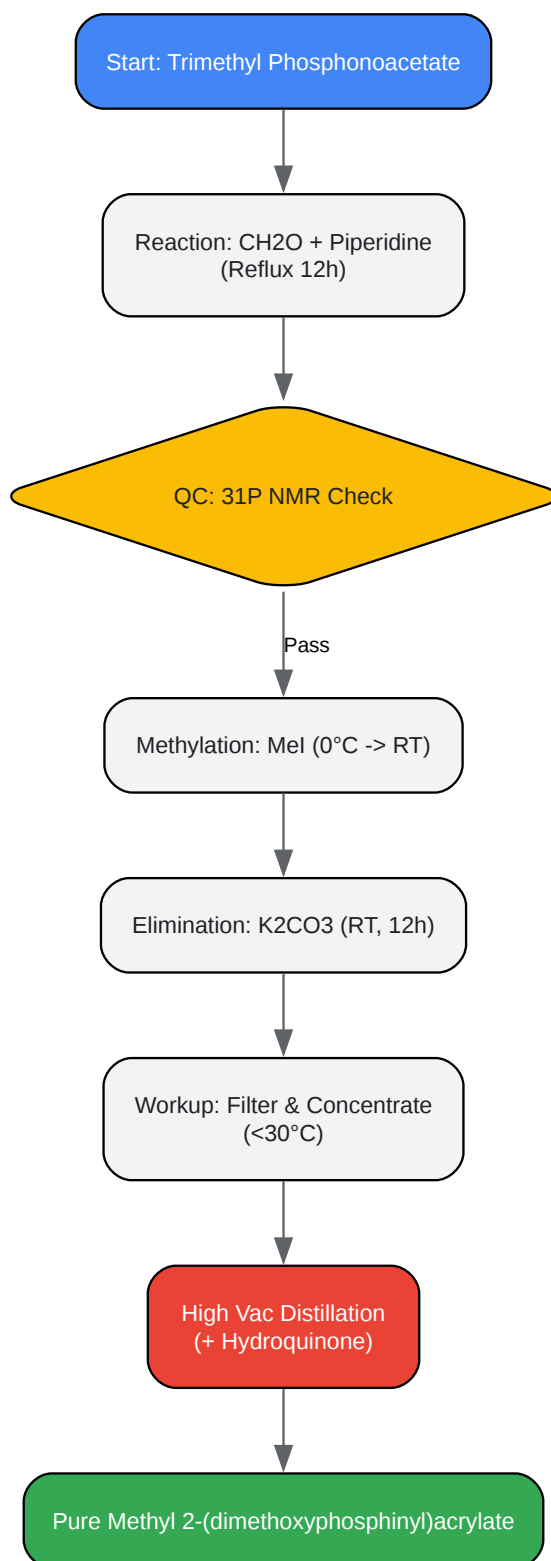 Start: Trimethyl Phosphonoacetate
Reaction: CH2O + Piperidine
(Reflux 12h)
QC: 31P NMR Check
Pass
Methylation: MeI (0°C -> RT)
Elimination: K2CO3 (RT, 12h)
Workup: Filter & Concentrate
(<30°C)
High Vac Distillation
(+ Hydroquinone)
Pure Methyl 2-(dimethoxyphosphinyl)acrylate